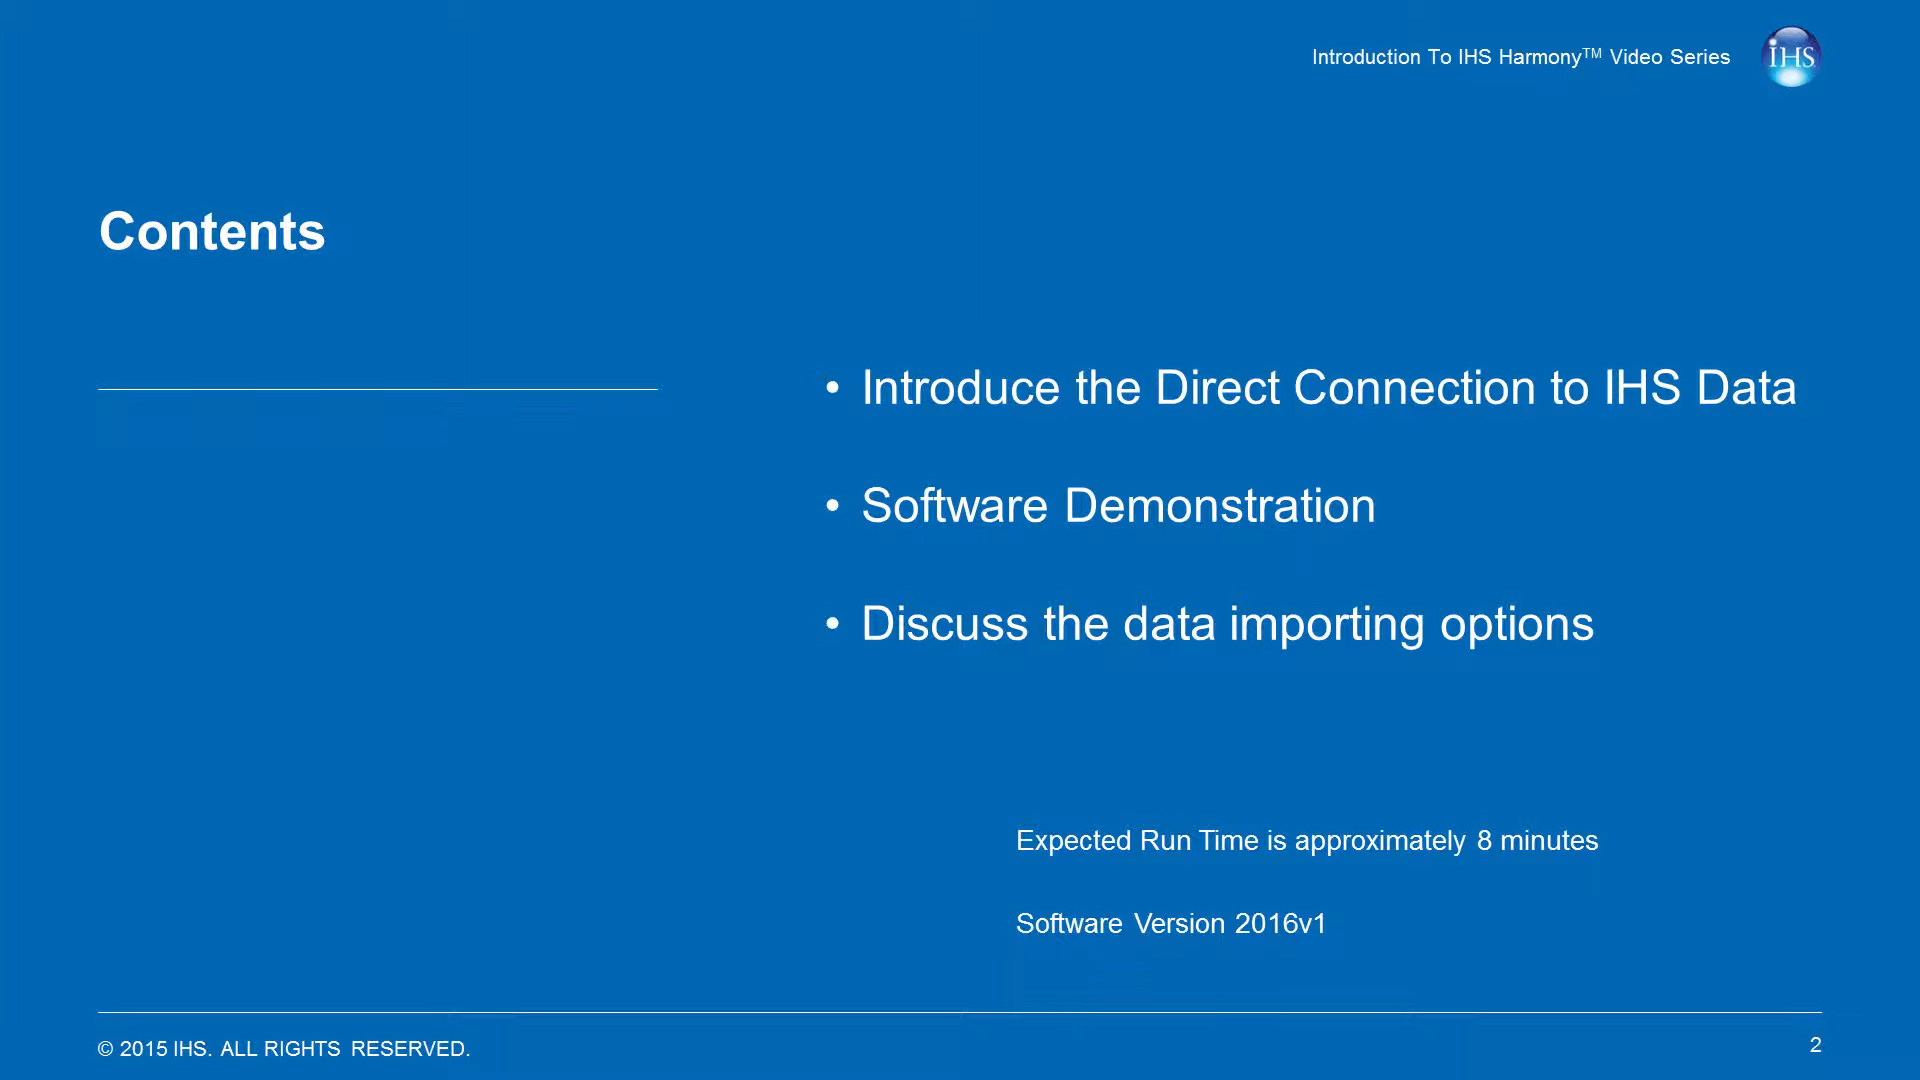 Introduction To IHS Harmony™ Video Series
iHS
Contents
• Introduce the Direct Connection to IHS Data
• Software Demonstration
• Discuss the data importing options
Expected Run Time is approximately 8 minutes
Software Version 2016v1
© 2015 IHS. ALL RIGHTS RESERVED.
2